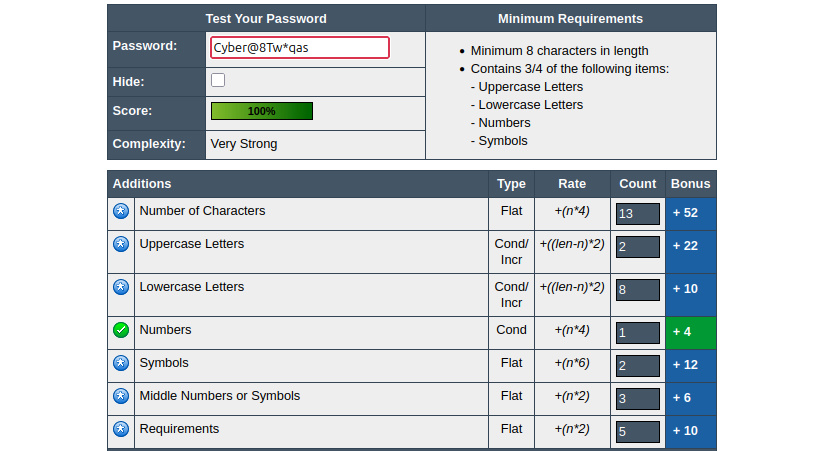 Test Your Password
Minimum Requirements
Password:
Cyber@8Tw*qas
Hide:
Score:
100%
Complexity:
Very Strong
• Minimum 8 characters in length
• Contains 3/4 of the following items:
- Uppercase Letters
- Lowercase Letters
- Numbers
- Symbols
Additions Type Rate Count Bonus
Number of Characters Flat +(n*4) 13 + 52
Uppercase Letters Cond/ +((len-n)*2) 2 + 22
Incr
Lowercase Letters Cond/ +((len-n)*2) 8 + 10
Incr
Numbers Cond +(n*4) 1 + 4
Symbols Flat +(n*6) 2 + 12
Middle Numbers or Symbols Flat +(n*2) 3 + 6
Requirements Flat +(n*2) 5 + 10